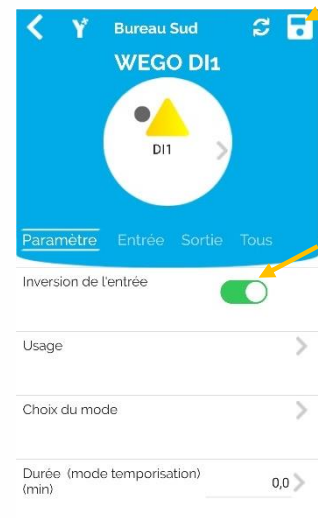 Bureau Sud
WEGO DI1
DI1
Paramètre Entrée Sortie Tous
Inversion de l'entrée
Usage
Choix du mode
Durée (mode temporisation)
(min) 0,0